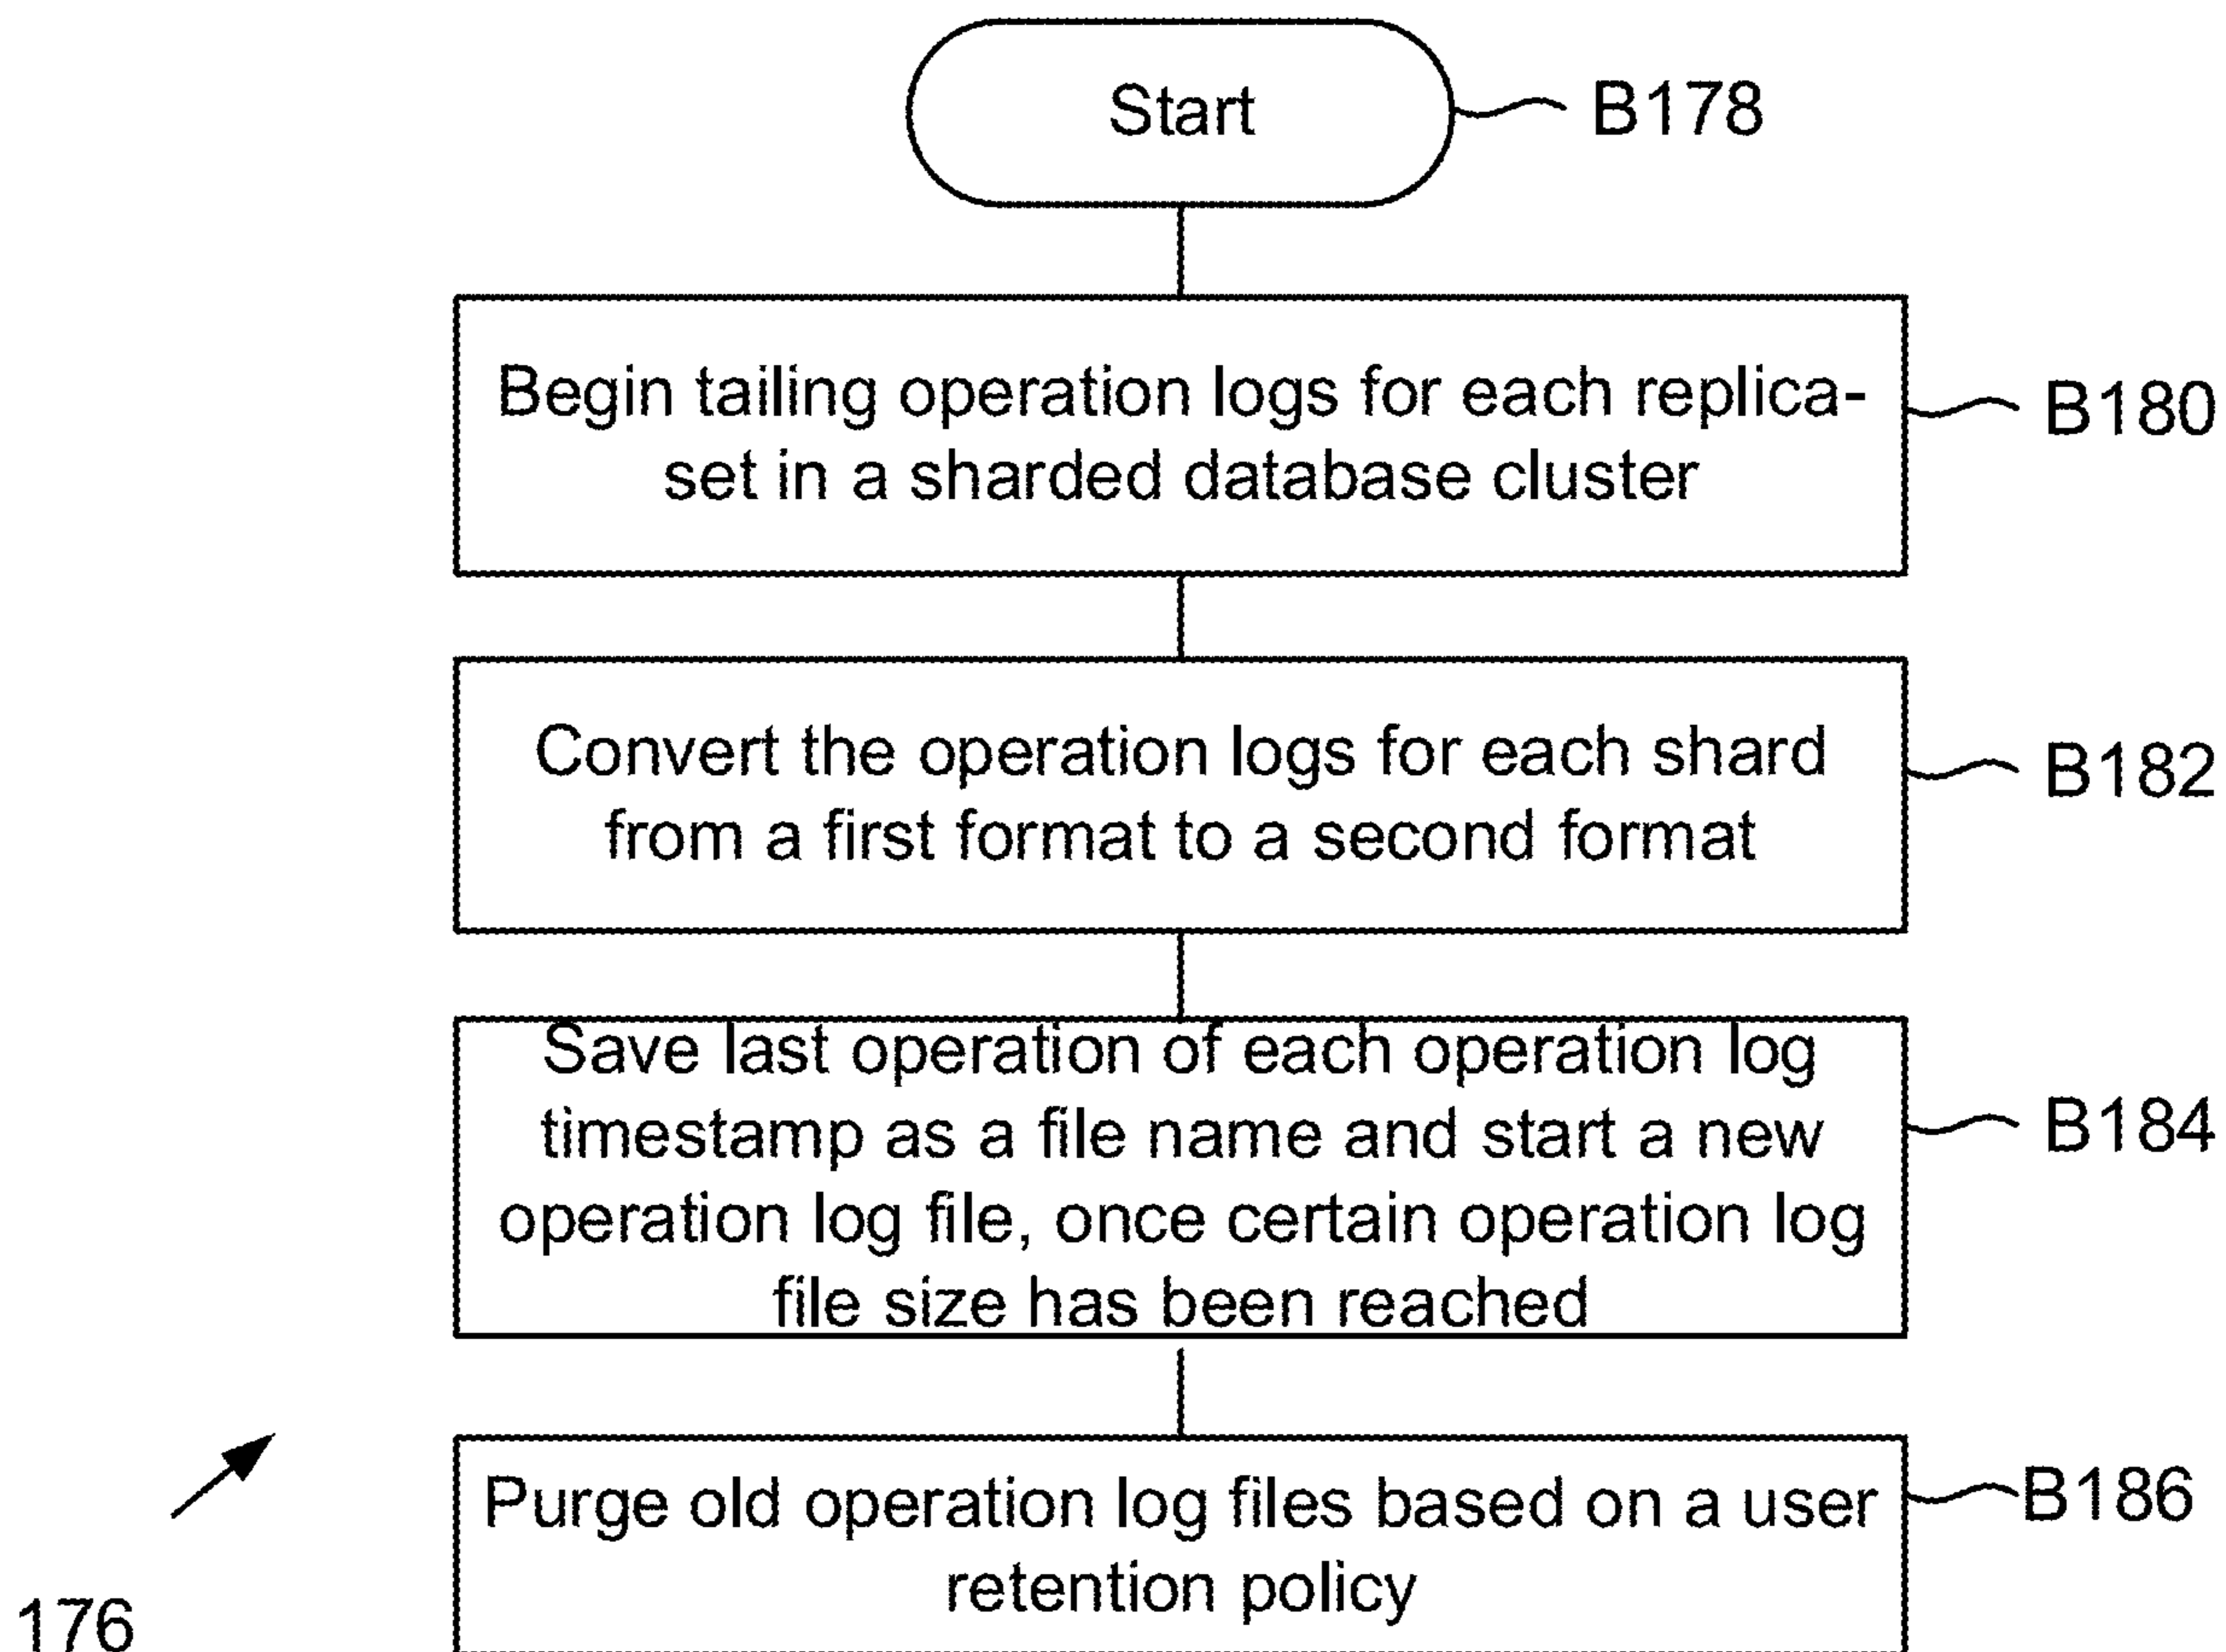 Start
B178
Begin tailing operation logs for each replica-
set in a sharded database cluster
B180
Convert the operation logs for each shard
from a first format to a second format
B182
Save last operation of each operation log
timestamp as a file name and start a new
operation log file, once certain operation log
file size has been reached
B184
Purge old operation log files based on a user
retention policy
B186
176